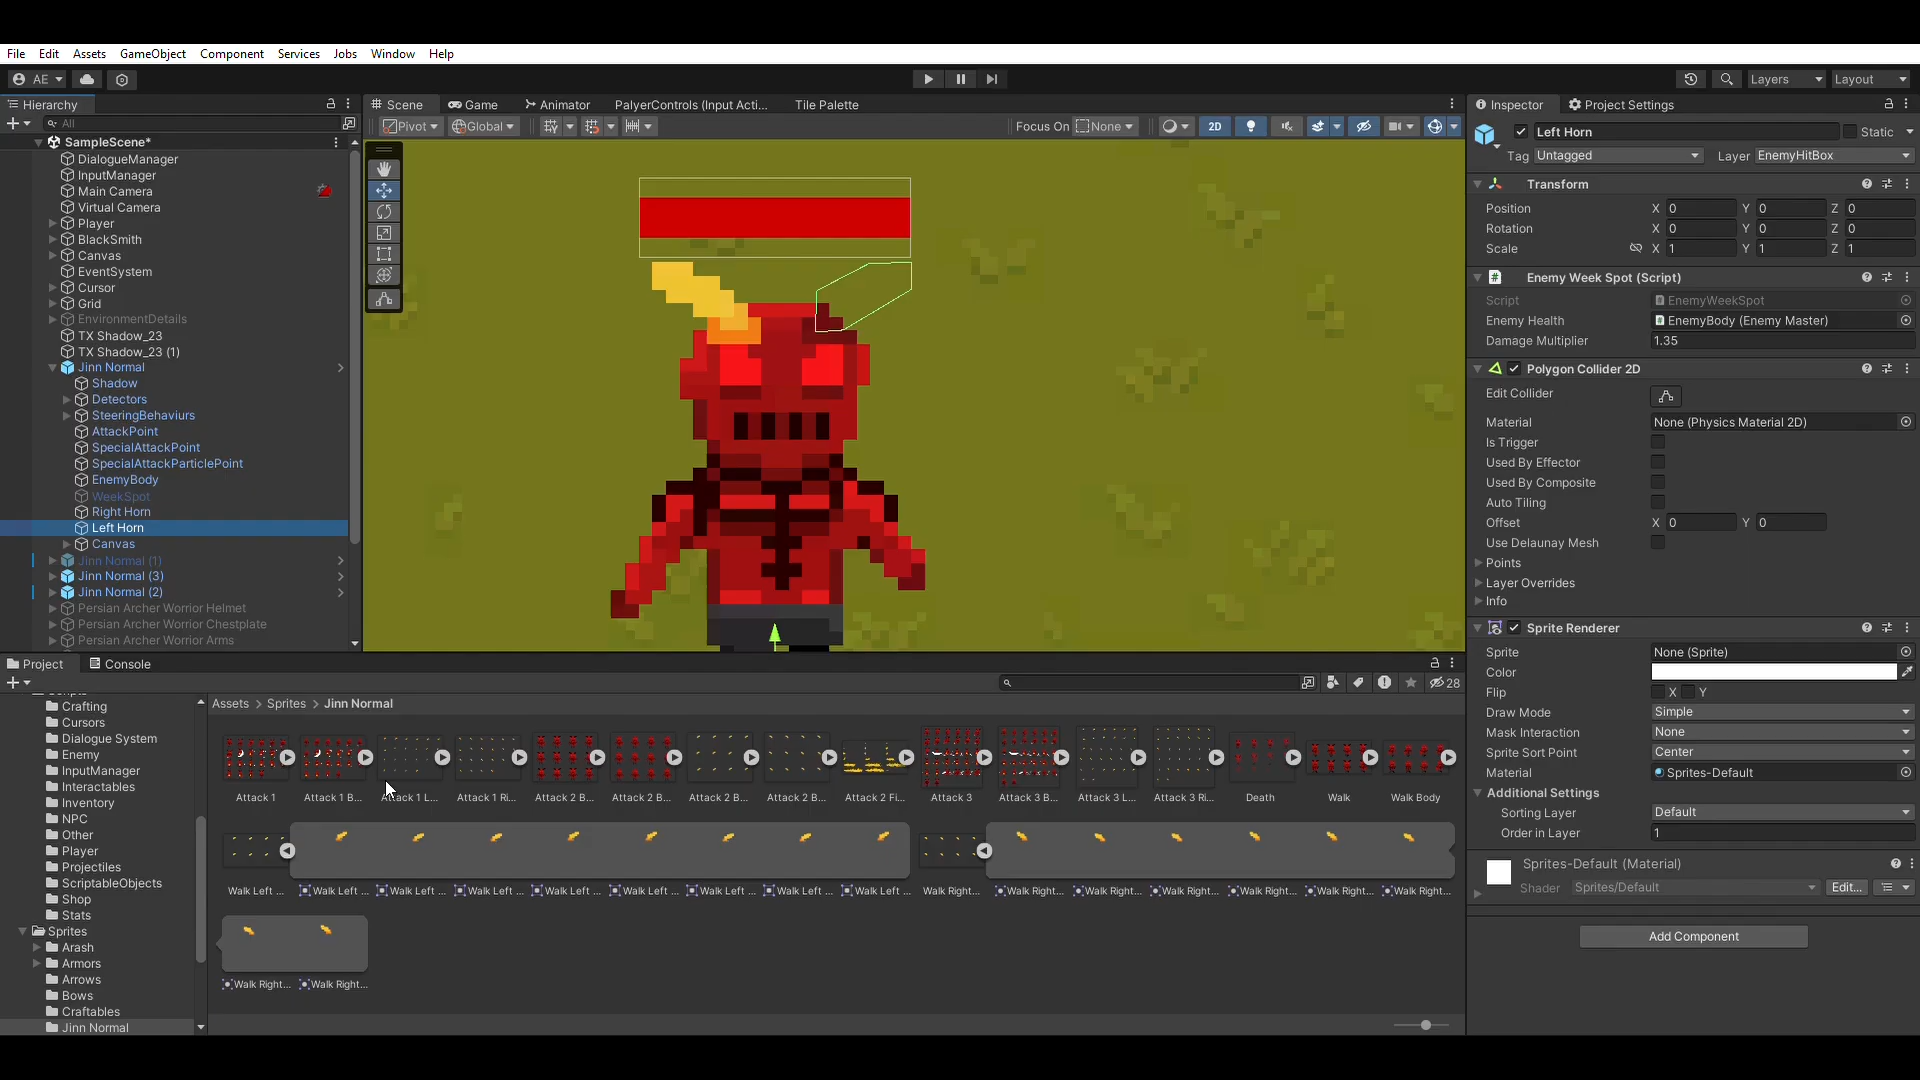 File Edit Assets GameObject Component Services Jobs Window Help
AE Layers Layout
Hierarchy
All
SampleScene*
DialogueManager
InputManager
Main Camera
Virtual Camera
Player
BlackSmith
Canvas
EventSystem
Cursor
Grid
EnvironmentDetails
TX Shadow_23
TX Shadow_23 (1)
Jinn Normal
Shadow
Detectors
SteeringBehaviurs
AttackPoint
SpecialAttackPoint
SpecialAttackParticlePoint
EnemyBody
WeekSpot
Right Horn
Left Horn
Canvas
Jinn Normal (1)
Jinn Normal (3)
Jinn Normal (2)
Persian Archer Worrior Helmet
Persian Archer Worrior Chestplate
Persian Archer Worrior Arms
Scene Game Animator PalyerControls (Input Acti... Tile Palette
Pivot Global Focus On None 2D
Inspector Project Settings
Left Horn Static
Tag Untagged Layer EnemyHitBox
Transform
Position X 0 Y 0 Z 0
Rotation X 0 Y 0 Z 0
Scale X 1 Y 1 Z 1
Enemy Week Spot (Script)
Script EnemyWeekSpot
Enemy Health EnemyBody (Enemy Master)
Damage Multiplier 1.35
Polygon Collider 2D
Edit Collider
Material None (Physics Material 2D)
Is Trigger
Used By Effector
Used By Composite
Auto Tiling
Offset X 0 Y 0
Use Delaunay Mesh
Points
Layer Overrides
Info
Sprite Renderer
Sprite None (Sprite)
Color
Flip X Y
Draw Mode Simple
Mask Interaction None
Sprite Sort Point Center
Material Sprites-Default
Additional Settings
Sorting Layer Default
Order in Layer 1
Sprites-Default (Material)
Shader Sprites/Default Edit...
Add Component
Project Console
28
Crafting
Cursors
Dialogue System
Enemy
InputManager
Interactables
Inventory
NPC
Other
Player
Projectiles
ScriptableObjects
Shop
Stats
Sprites
Arash
Armors
Arrows
Bows
Craftables
Jinn Normal
Assets > Sprites > Jinn Normal
Attack 1 Attack 1 B... Attack 1 L... Attack 1 Ri... Attack 2 B... Attack 2 B... Attack 2 B... Attack 2 B... Attack 2 Fi... Attack 3 Attack 3 B... Attack 3 L... Attack 3 Ri... Death Walk Walk Body
Walk Left ... Walk Left ... Walk Left ... Walk Left ... Walk Left ... Walk Left ... Walk Left ... Walk Left ... Walk Left ... Walk Right... Walk Right... Walk Right... Walk Right... Walk Right... Walk Right... Walk Right...
Walk Right... Walk Right...